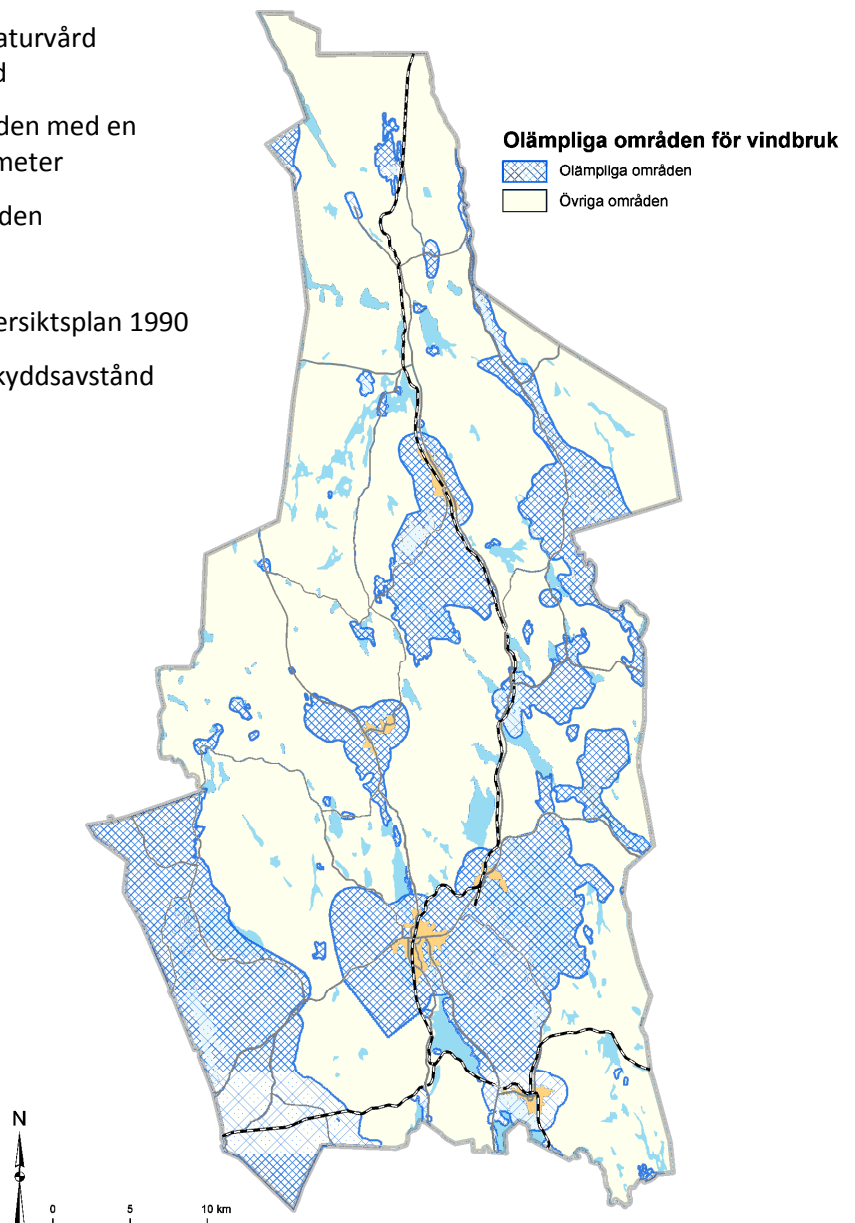 aturvård
d
den med en
meter
den
ersiktsplan 1990
kyddsavstånd
Olämpliga områden för vindbruk
Olämpliga områden
Övriga områden
N
0 5 10 km